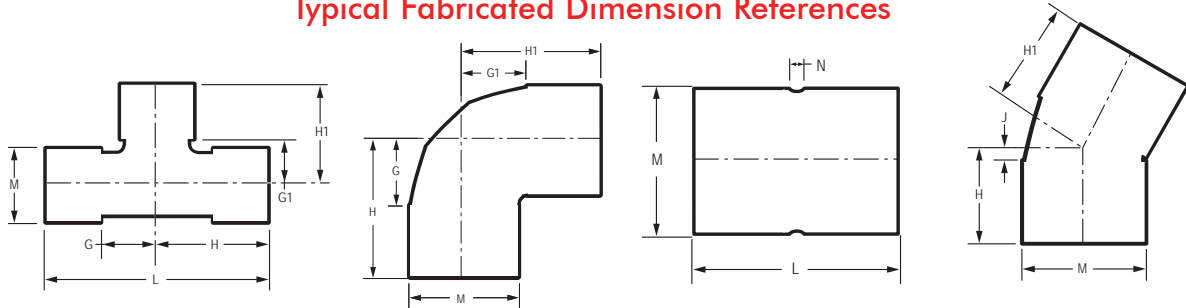 Typical Fabricated Dimension References
M
G
H
L
G1
H1
H1
G1
G
H
M
N
M
L
H1
J
H
M